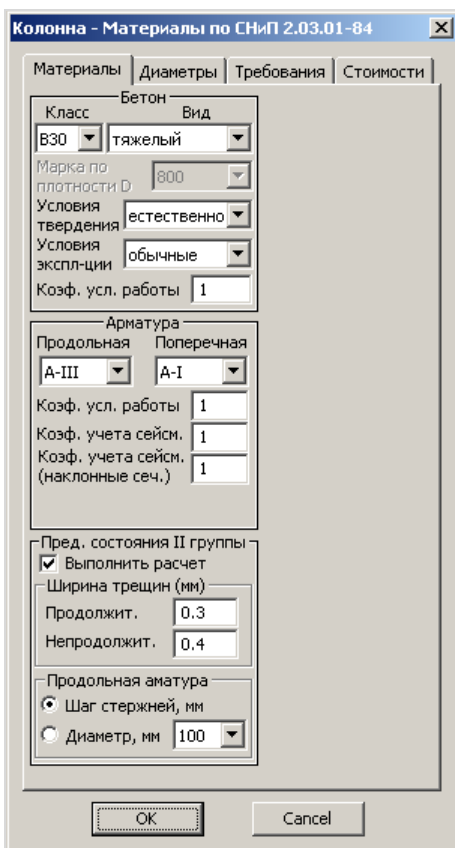 Колонна - Материалы по СНиП 2.03.01-84
Материалы Диаметры Требования Стоимости
Бетон
Класс Вид
B30 тяжелый
Марка по
плотности D 800
Условия
твердения естественно
Условия
экспл-ции обычные
Коэф. усл. работы 1
Арматура
Продольная Поперечная
A-III A-I
Коэф. усл. работы 1
Коэф. учета сейсм. 1
Коэф. учета сейсм.
(наклонные сеч.) 1
Пред. состояния II группы
Выполнить расчет
Ширина трещин (мм)
Продолжит. 0.3
Непродолжит. 0.4
Продольная аматура
Шаг стержней, мм
Диаметр, мм 100
OK Cancel